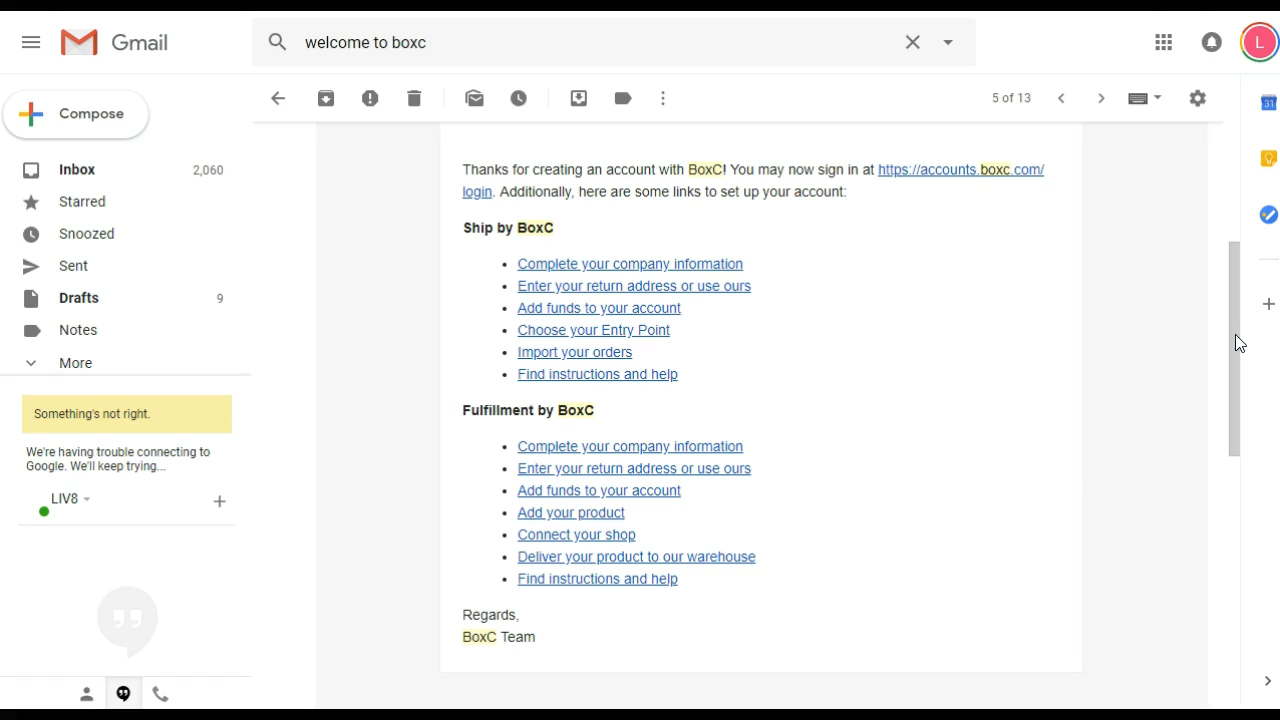 Gmail
welcome to boxc
L
Compose
5 of 13
31
Inbox 2,060
Starred
Snoozed
Sent
Drafts 9
Notes
More
Something's not right.
We're having trouble connecting to
Google. We'll keep trying...
LIV8
Thanks for creating an account with BoxC! You may now sign in at https://accounts.boxc.com/
login. Additionally, here are some links to set up your account:
Ship by BoxC
• Complete your company information
• Enter your return address or use ours
• Add funds to your account
• Choose your Entry Point
• Import your orders
• Find instructions and help
Fulfillment by BoxC
• Complete your company information
• Enter your return address or use ours
• Add funds to your account
• Add your product
• Connect your shop
• Deliver your product to our warehouse
• Find instructions and help
Regards,
BoxC Team